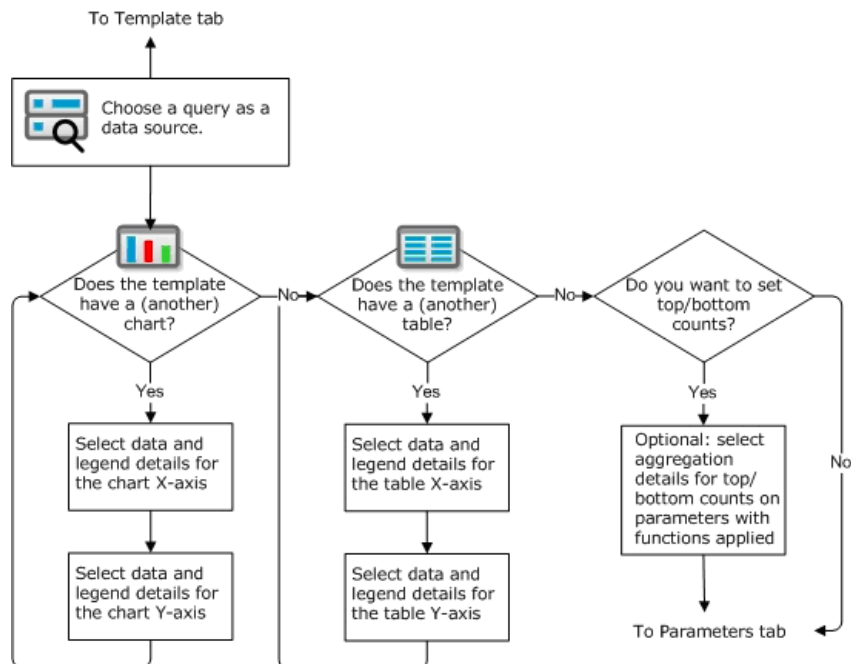 To Template tab
Choose a query as a
data source.
Does the template
have a (another)
chart?
No
Does the template
have a (another)
table?
No
Do you want to set
top/bottom
counts?
Yes
Yes
Yes
Select data and
legend details for
the chart X-axis
Select data and
legend details for
the table X-axis
Optional: select
aggregation
details for top/
bottom counts on
parameters with
functions applied
No
Select data and
legend details for
the chart Y-axis
Select data and
legend details for
the table Y-axis
To Parameters tab